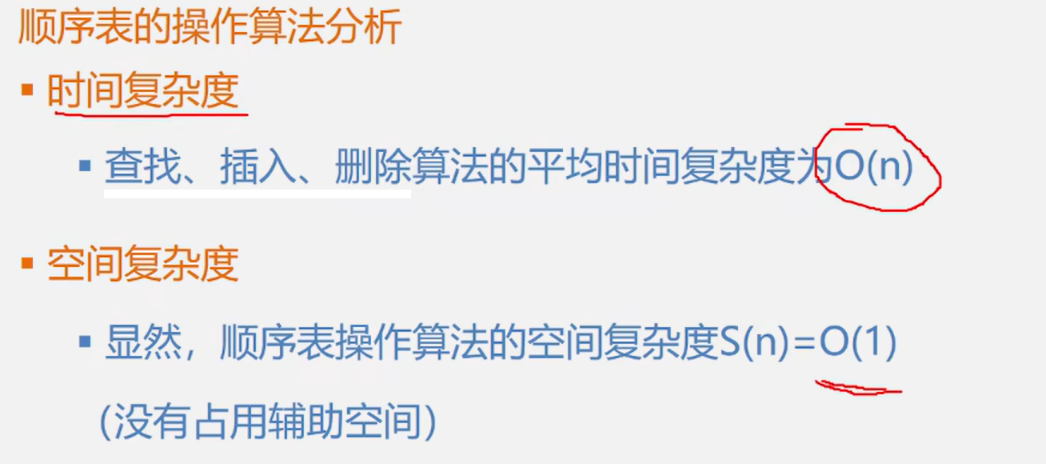 顺序表的操作算法分析
▪ 时间复杂度
▪ 查找、插入、删除算法的平均时间复杂度为O(n)
▪ 空间复杂度
▪ 显然，顺序表操作算法的空间复杂度S(n)=O(1)
（没有占用辅助空间）